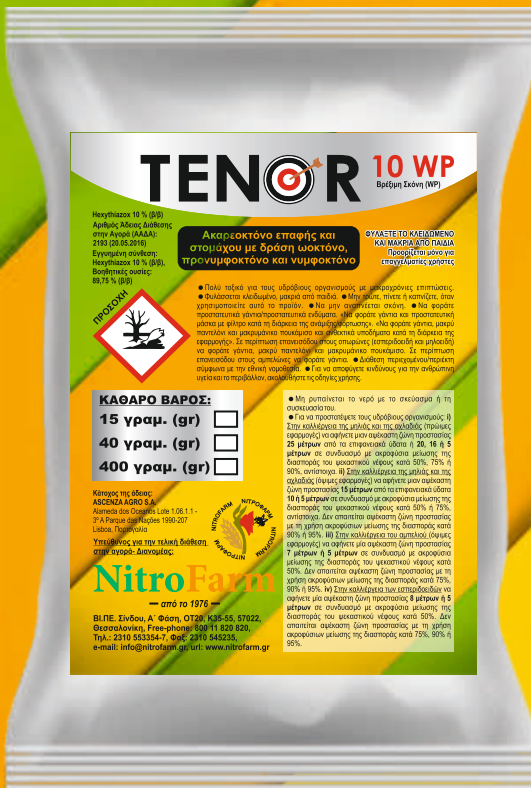 TENOR
10 WP
Βρέξιμη Σκόνη (WP)
Hexythiazox 10 % (β/β)
Αριθμός Άδειας Διάθεσης
στην Αγορά (ΑΑΔΑ):
2193 (20.05.2016)
Εγγυημένη σύνθεση:
Hexythiazox 10 % (β/β),
Βοηθητικές ουσίες:
89,75 % (β/β)
Ακαρεοκτόνο επαφής και
στομάχου με δράση ωοκτόνο,
προνυμφοκτόνο και νυμφοκτόνο
ΦΥΛΑΞΤΕ ΤΟ ΚΛΕΙΔΩΜΕΝΟ
ΚΑΙ ΜΑΚΡΙΑ ΑΠΟ ΠΑΙΔΙΑ
Προορίζεται μόνο για
επαγγελματίες χρήστες
ΠΡΟΣΟΧΗ
●Πολύ τοξικό για τους υδρόβιους οργανισμούς με μακροχρόνιες επιπτώσεις.
●Φυλάσσεται κλειδωμένο, μακριά από παιδιά. ●Μην τρώτε, πίνετε ή καπνίζετε, όταν
χρησιμοποιείτε αυτό το προϊόν. ●Να μην αναπνέετε σκόνη. ●Να φοράτε
προστατευτικά γάντια/προστατευτικά ενδύματα. «Να φοράτε γάντια και προστατευτική
μάσκα με φίλτρο κατά τη διάρκεια της ανάμιξης/φόρτωσης». «Να φοράτε γάντια, μακρύ
παντελόνι και μακρυμάνικο πουκάμισο και ανθεκτικά υποδήματα κατά τη διάρκεια της
εφαρμογής». Σε περίπτωση επανεισόδου στους οπωρώνες (εσπεριδοειδή και μηλοειδή)
να φοράτε γάντια, μακρύ παντελόνι και μακρυμάνικο πουκάμισο. Σε περίπτωση
επανεισόδου στους αμπελώνες να φοράτε γάντια. ●Διάθεση περιεχομένου/περιέκτη
σύμφωνα με την εθνική νομοθεσία. ●Για να αποφύγετε κινδύνους για την ανθρώπινη
υγεία και το περιβάλλον, ακολουθήστε τις οδηγίες χρήσης.
ΚΑΘΑΡΟ ΒΑΡΟΣ:
15 γραμ. (gr)
40 γραμ. (gr)
400 γραμ. (gr)
●Μη ρυπαίνεται το νερό με το σκεύασμα ή τη
συσκευασία του.
●Για να προστατέψετε τους υδρόβιους οργανισμούς: i)
Στην καλλιέργεια της μηλιάς και της αχλαδιάς (πρώιμες
εφαρμογές) να αφήνετε μιαν αψέκαστη ζώνη προστασίας
25 μέτρων από τα επιφανειακά ύδατα ή 20, 16 ή 5
μέτρων σε συνδυασμό με ακροφύσια μείωσης της
διασποράς του ψεκαστικού νέφους κατά 50%, 75% ή
90%, αντίστοιχα. ii) Στην καλλιέργεια της μηλιάς και της
αχλαδιάς (όψιμες εφαρμογές) να αφήνετε μιαν αψέκαστη
ζώνη προστασίας 15 μέτρων από τα επιφανειακά ύδατα
10 ή 5 μέτρων σε συνδυασμό με ακροφύσια μείωσης της
διασποράς του ψεκαστικού νέφους κατά 50% ή 75%,
αντίστοιχα. Δεν απαιτείται αψέκαστη ζώνη προστασίας
με τη χρήση ακροφύσιων μείωσης της διασποράς κατά
90% ή 95%. iii) Στην καλλιέργεια του αμπελιού (όψιμες
εφαρμογές) να αφήνετε μία αψέκαστη ζώνη προστασίας
7 μέτρων ή 5 μέτρων σε συνδυασμό με ακροφύσια
μείωσης της διασποράς του ψεκαστικού νέφους κατά
50%. Δεν απαιτείται αψέκαστη ζώνη προστασίας με τη
χρήση ακροφύσιων μείωσης της διασποράς κατά 75%,
90% ή 95%. iv) Στην καλλιέργεια των εσπεριδοειδών να
αφήνετε μία αψέκαστη ζώνη προστασίας 8 μέτρων ή 5
μέτρων σε συνδυασμό με ακροφύσια μείωσης της
διασποράς του ψεκαστικού νέφους κατά 50%. Δεν
απαιτείται αψέκαστη ζώνη προστασίας με τη χρήση
ακροφύσιων μείωσης της διασποράς κατά 75%, 90% ή
95%.
Κάτοχος της άδειας:
ASCENZA AGRO S.A.
Alameda dos Oceanos Lote 1.06.1.1 -
3º A Parque das Nações 1990-207
Lisboa, Πορτογαλία
NITROFARM ΝΙΤΡΟΦΑΡΜ NITROFARM ΝΙΤΡΟΦΑΡΜ
Υπεύθυνος για την τελική διάθεση
στην αγορά- Διανομέας:
NitroFarm
από το 1976
ΒΙ.ΠΕ. Σίνδου, Α΄ Φάση, ΟΤ20, Κ35-55, 57022,
Θεσσαλονίκη, Free-phone: 800 11 820 820,
Τηλ.: 2310 553354-7, Φαξ: 2310 545235,
e-mail: info@nitrofarm.gr, url: www.nitrofarm.gr